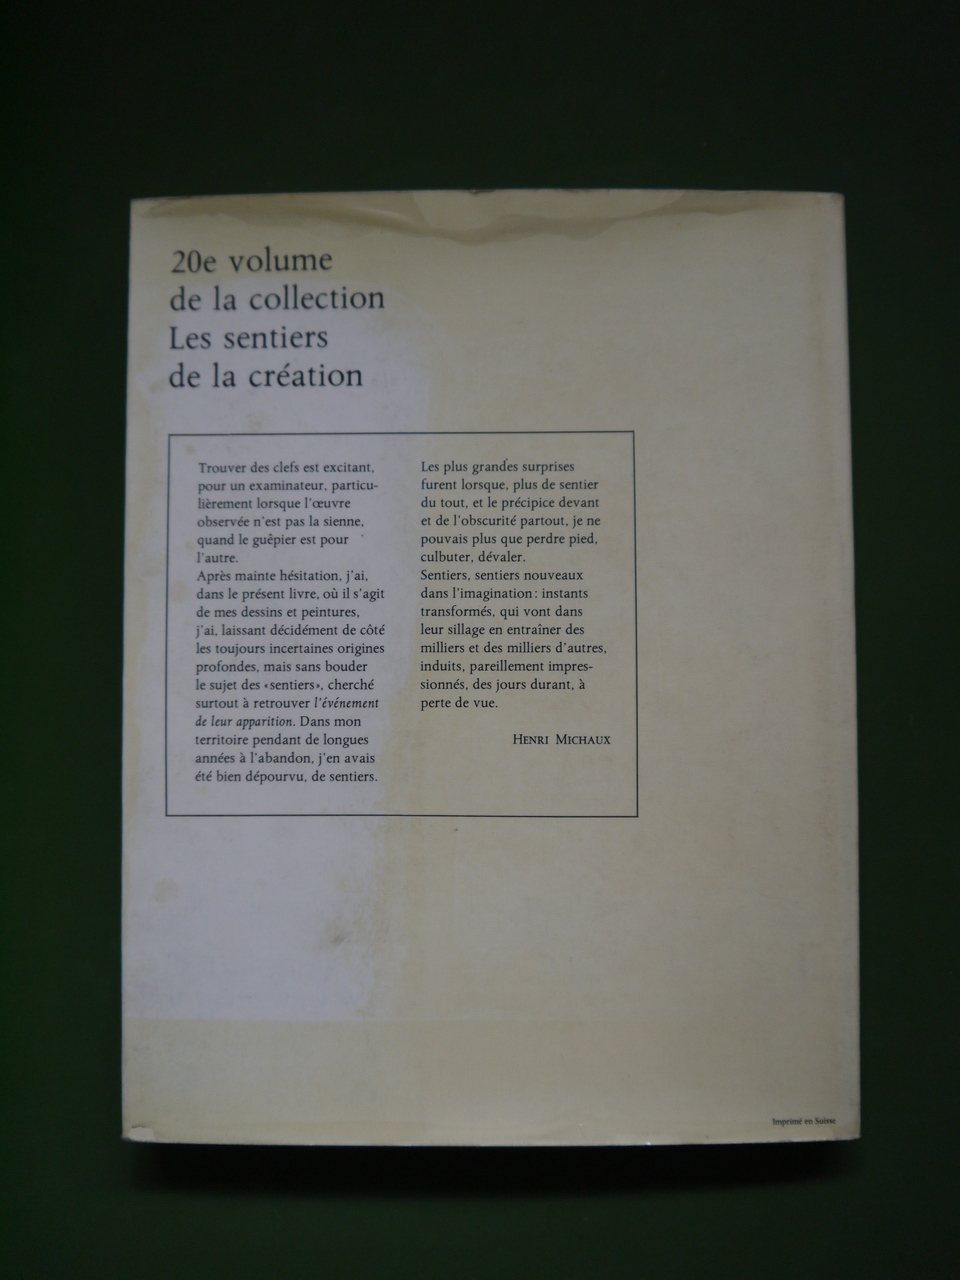 20e volume
de la collection
Les sentiers
de la création
Trouver des clefs est excitant,
pour un examinateur, particu-
lièrement lorsque l'œuvre
observée n'est pas la sienne,
quand le guêpier est pour
l'autre.
Après mainte hésitation, j'ai,
dans le présent livre, où il s'agit
de mes dessins et peintures,
j'ai, laissant décidément de côté
les toujours incertaines origines
profondes, mais sans bouder
le sujet des «sentiers», cherché
surtout à retrouver l'événement
de leur apparition. Dans mon
territoire pendant de longues
années à l'abandon, j'en avais
été bien dépourvu, de sentiers.
Les plus grandes surprises
furent lorsque, plus de sentier
du tout, et le précipice devant
et de l'obscurité partout, je ne
pouvais plus que perdre pied,
culbuter, dévaler.
Sentiers, sentiers nouveaux
dans l'imagination: instants
transformés, qui vont dans
leur sillage en entraîner des
milliers et des milliers d'autres,
induits, pareillement impres-
sionnés, des jours durant, à
perte de vue.
HENRI MICHAUX
Imprimé en Suisse